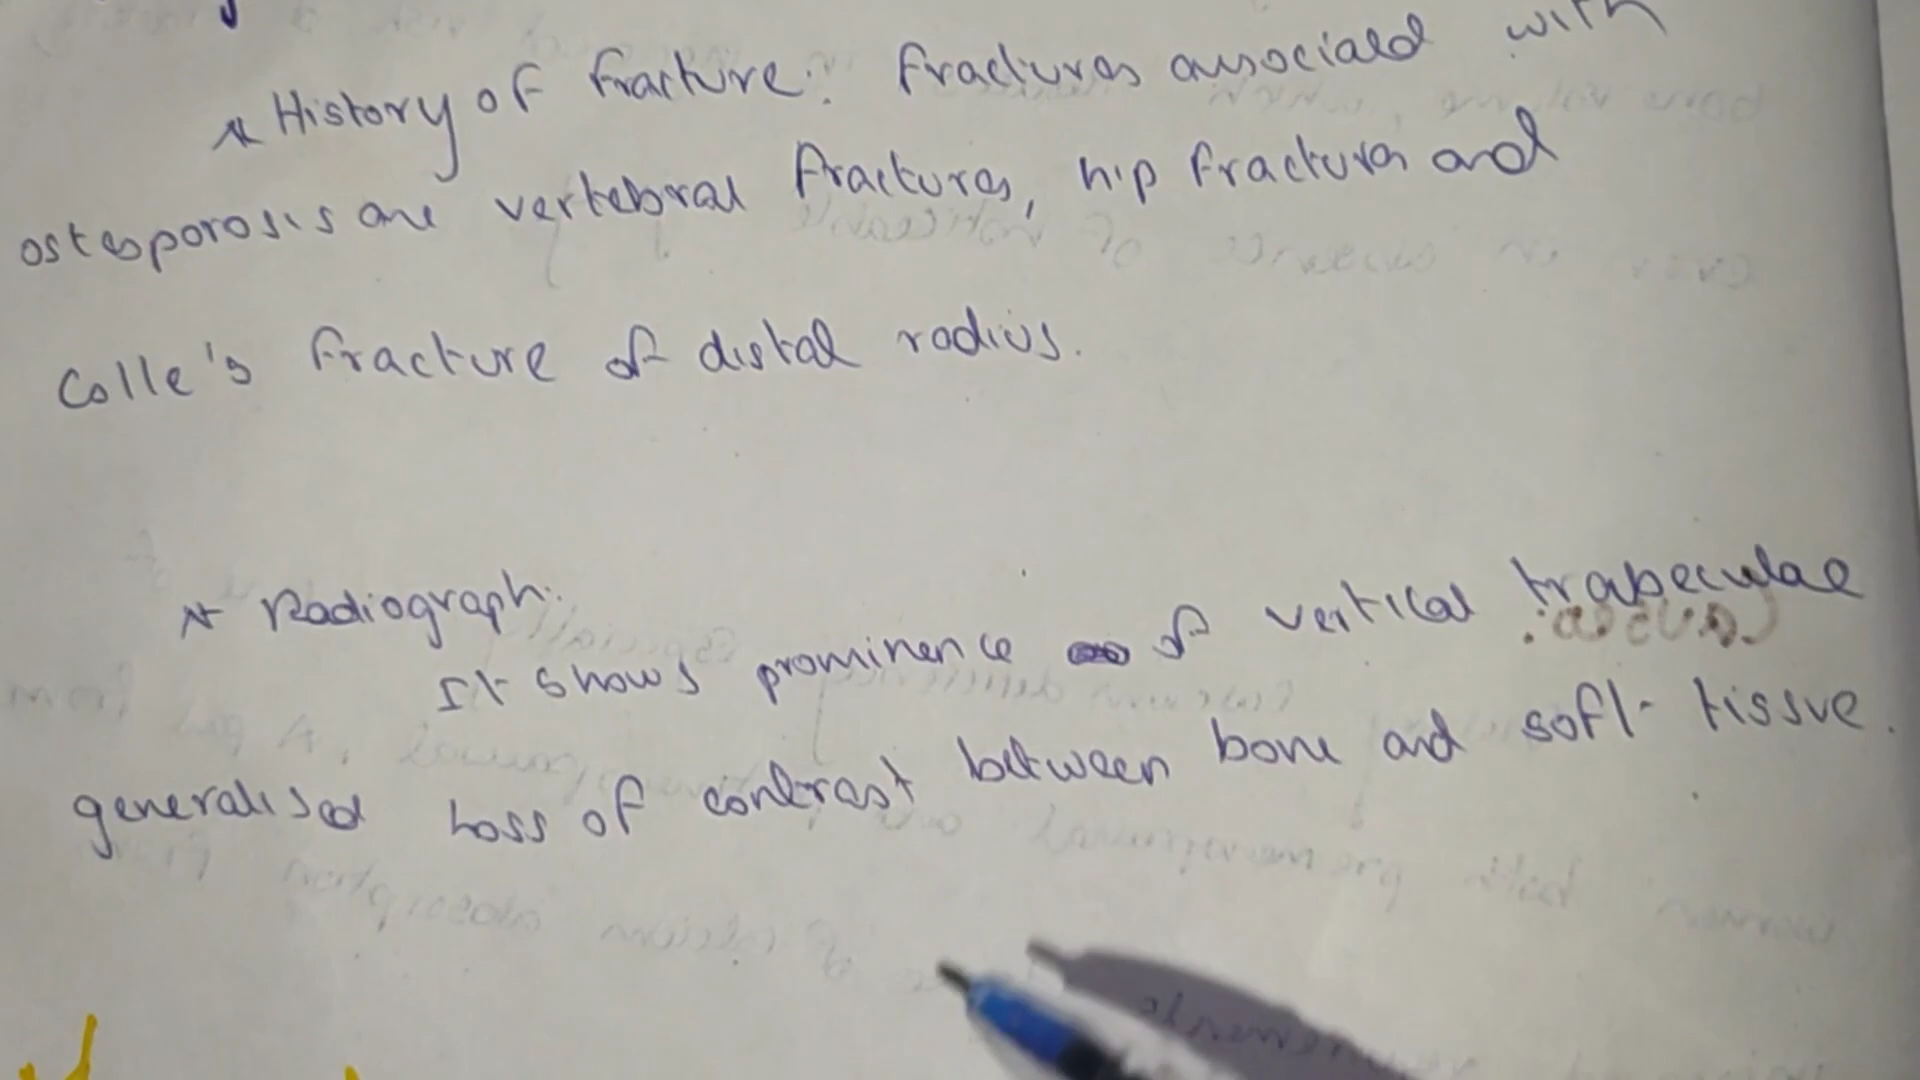 * History of fracture: fractures associated with
osteoporosis are vertebral fractures, hip fractures and
Colle's fracture of distal radius.
* Radiograph:
It shows prominence of vertical trabeculae
generalised Loss of contrast between bone and soft tissue.